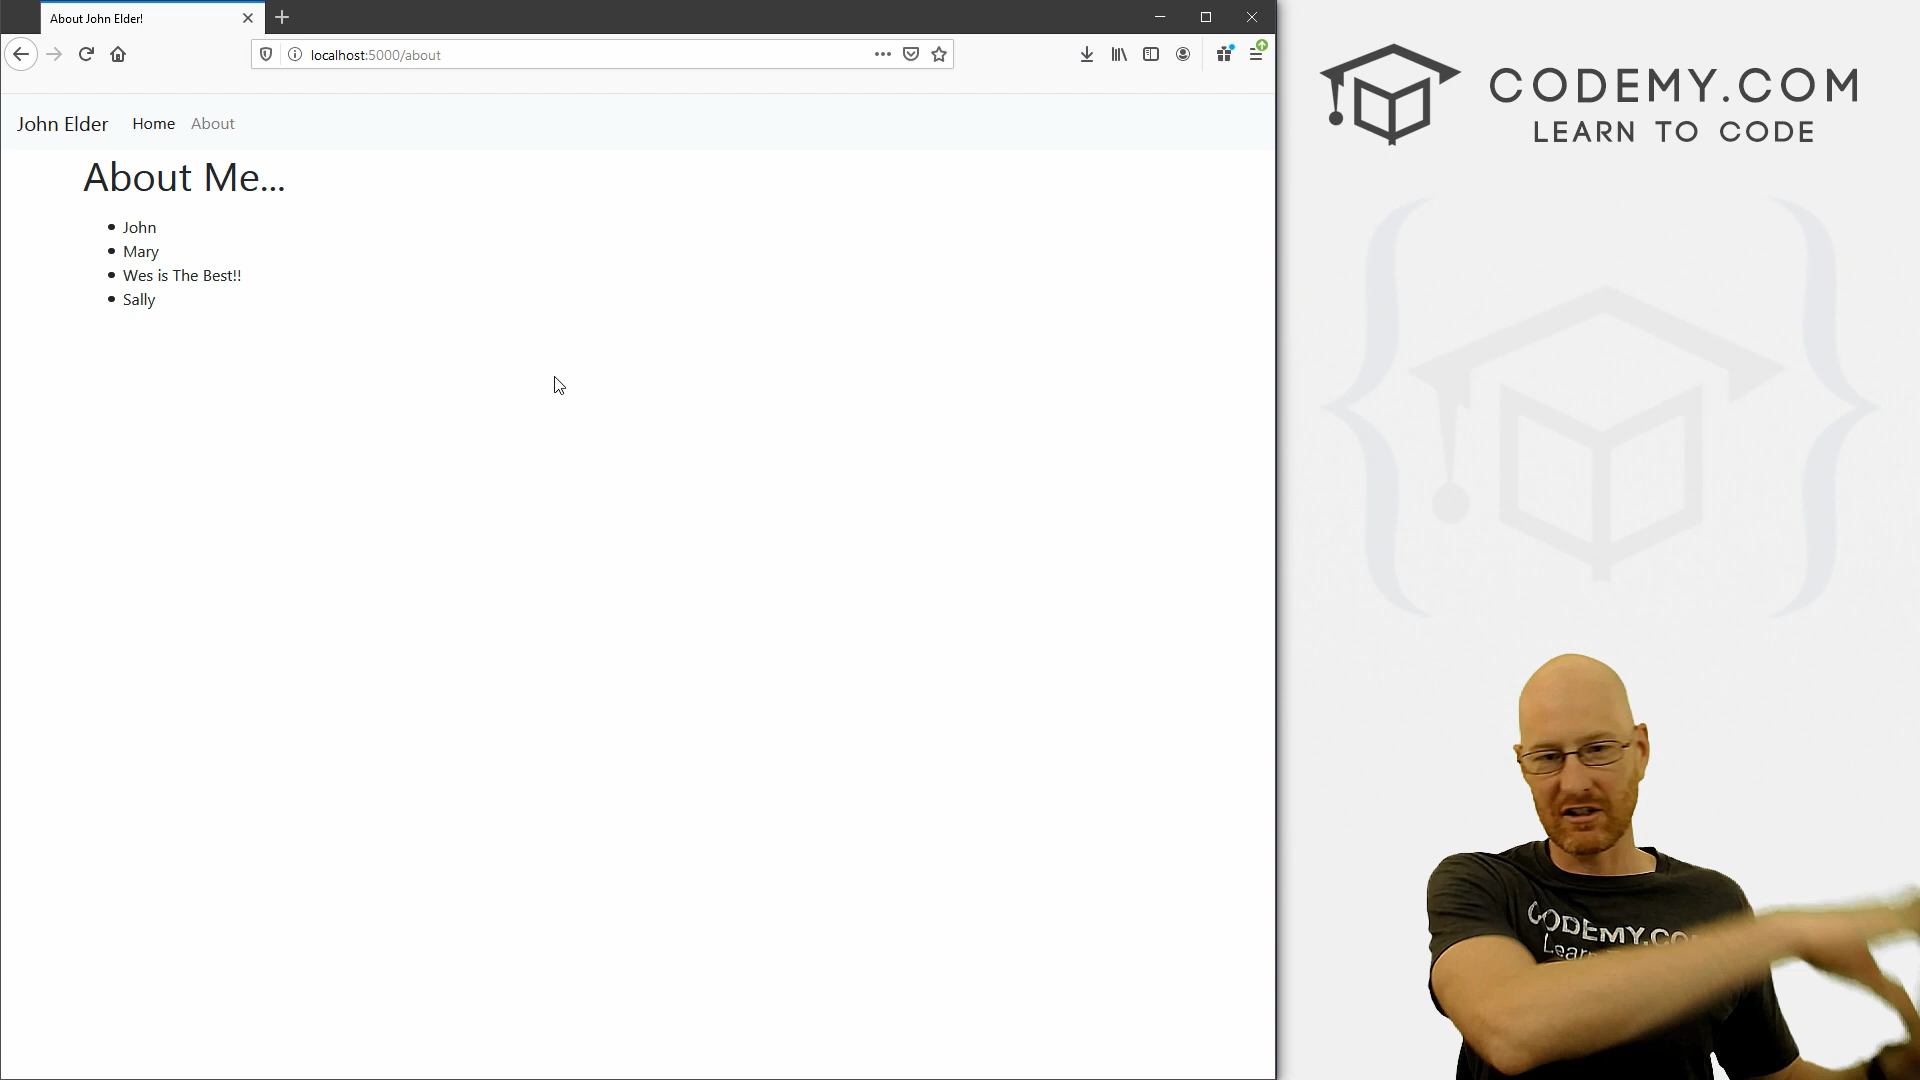 About John Elder!
localhost:5000/about
John Elder Home About
About Me...
John
Mary
Wes is The Best!!
Sally
CODEMY.COM
LEARN TO CODE
CODEMY.CO
Lear